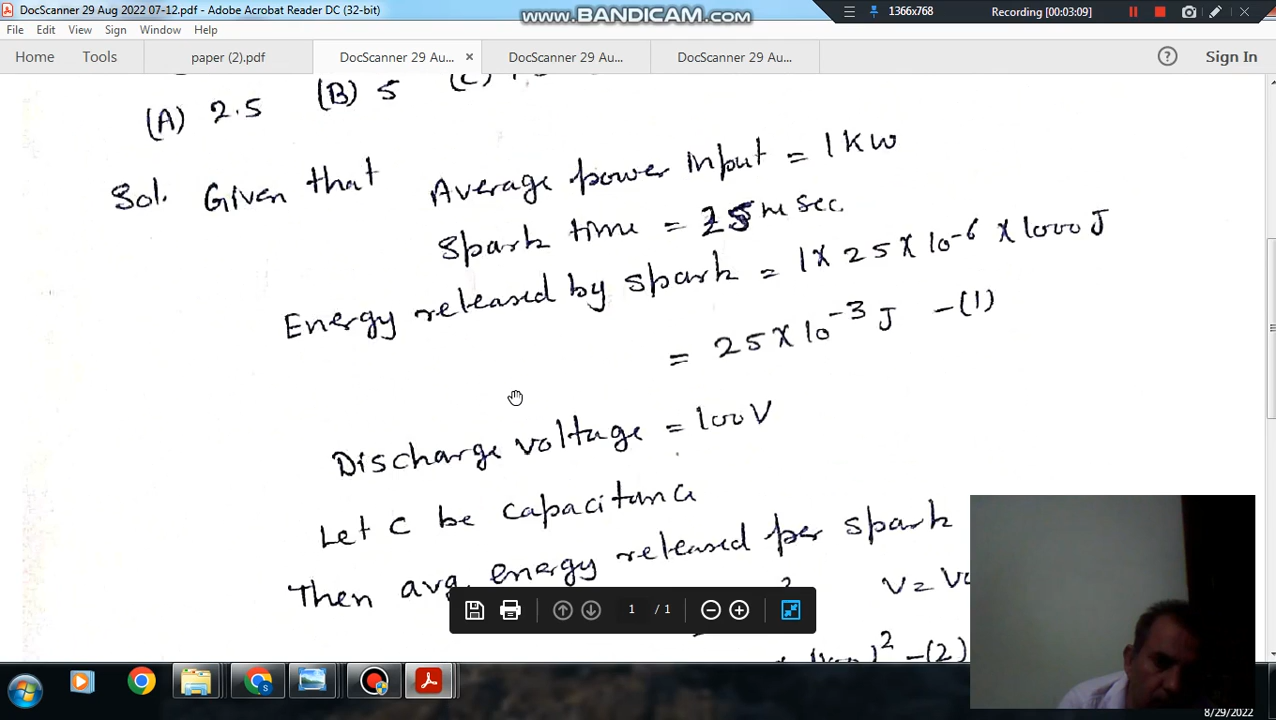 DocScanner 29 Aug 2022 07-12.pdf - Adobe Acrobat Reader DC (32-bit)
www.BANDICAM.com
1366x768
Recording [00:03:09]
File Edit View Sign Window Help
Home Tools paper (2).pdf DocScanner 29 Au... × DocScanner 29 Au... DocScanner 29 Au... Sign In
(A) 2.5 (B) 5 (C)
Sol. Given that Average power input = 1 kw
Spark time = 25 μ sec
Energy released by spark = 1 x 25 x 10⁻⁶ x 1000 J
= 25 x 10⁻³ J -(1)
Discharge voltage = 100 V
Let C be capacitance
Then avg. energy released per spark
V =
)² -(2)
1 / 1
8/29/2022